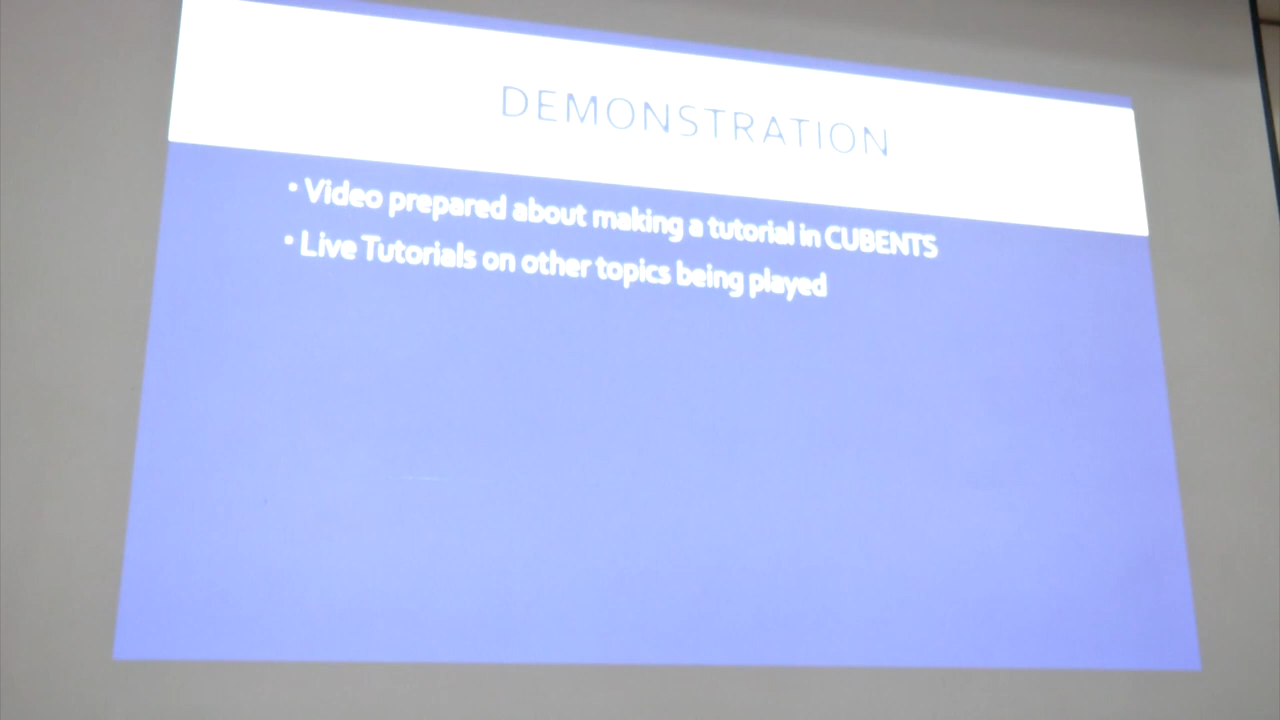 DEMONSTRATION
• Video prepared about making a tutorial in CUBENTS
• Live Tutorials on other topics being played